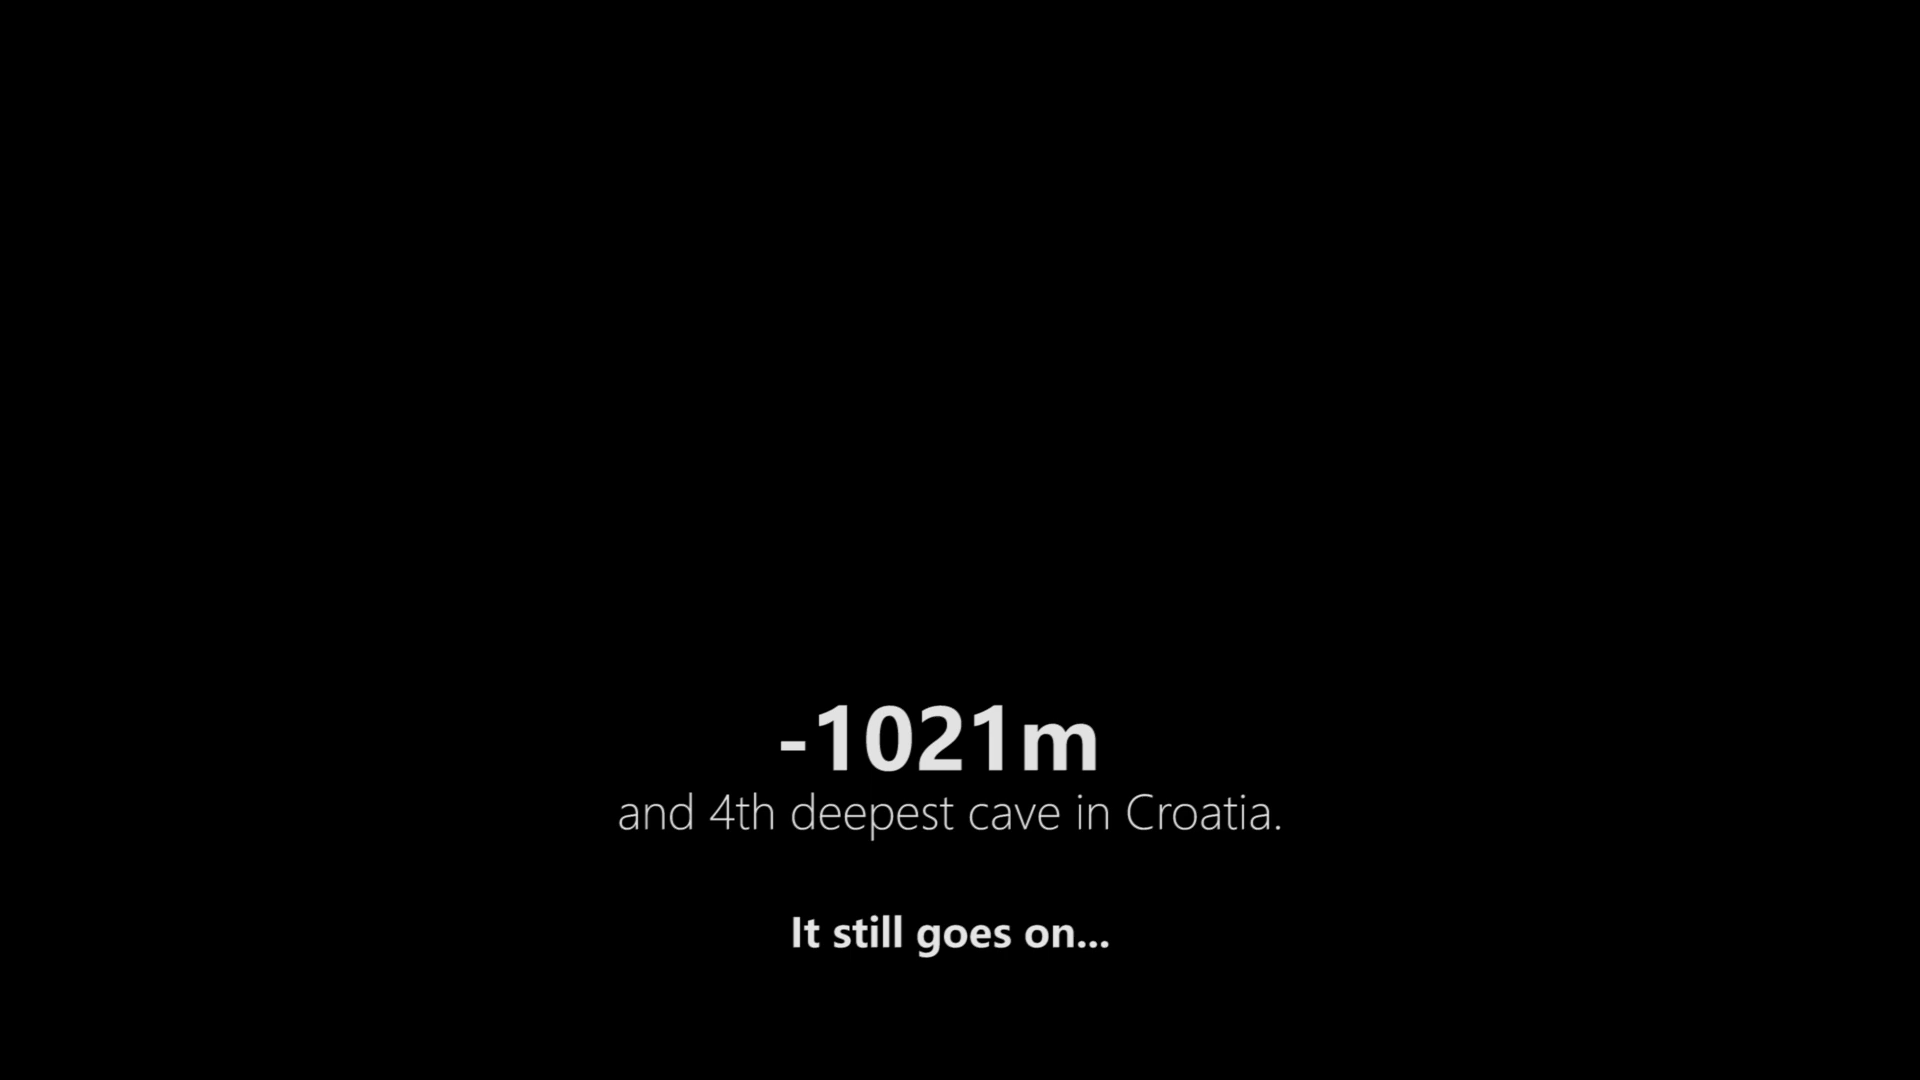 -1021m
and 4th deepest cave in Croatia.
It still goes on...